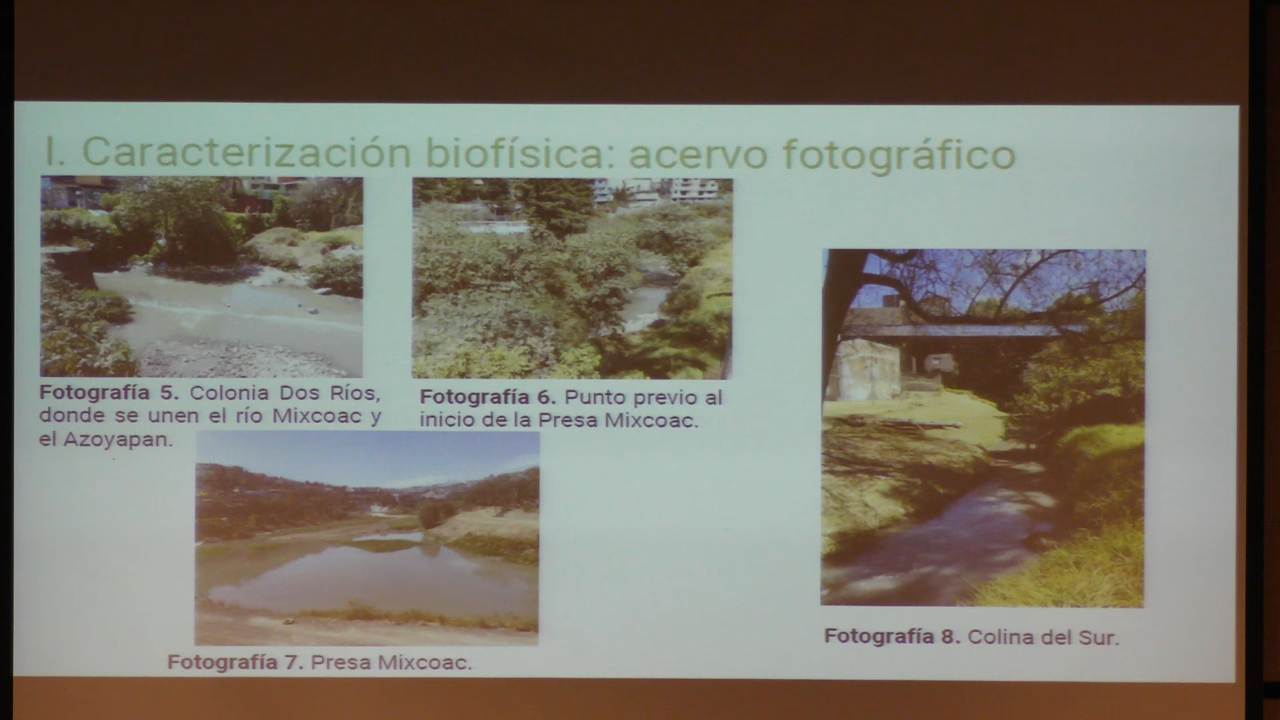 I. Caracterización biofísica: acervo fotográfico
Fotografía 5. Colonia Dos Ríos,
donde se unen el río Mixcoac y
el Azoyapan.
Fotografía 6. Punto previo al
inicio de la Presa Mixcoac.
Fotografía 7. Presa Mixcoac.
Fotografía 8. Colina del Sur.